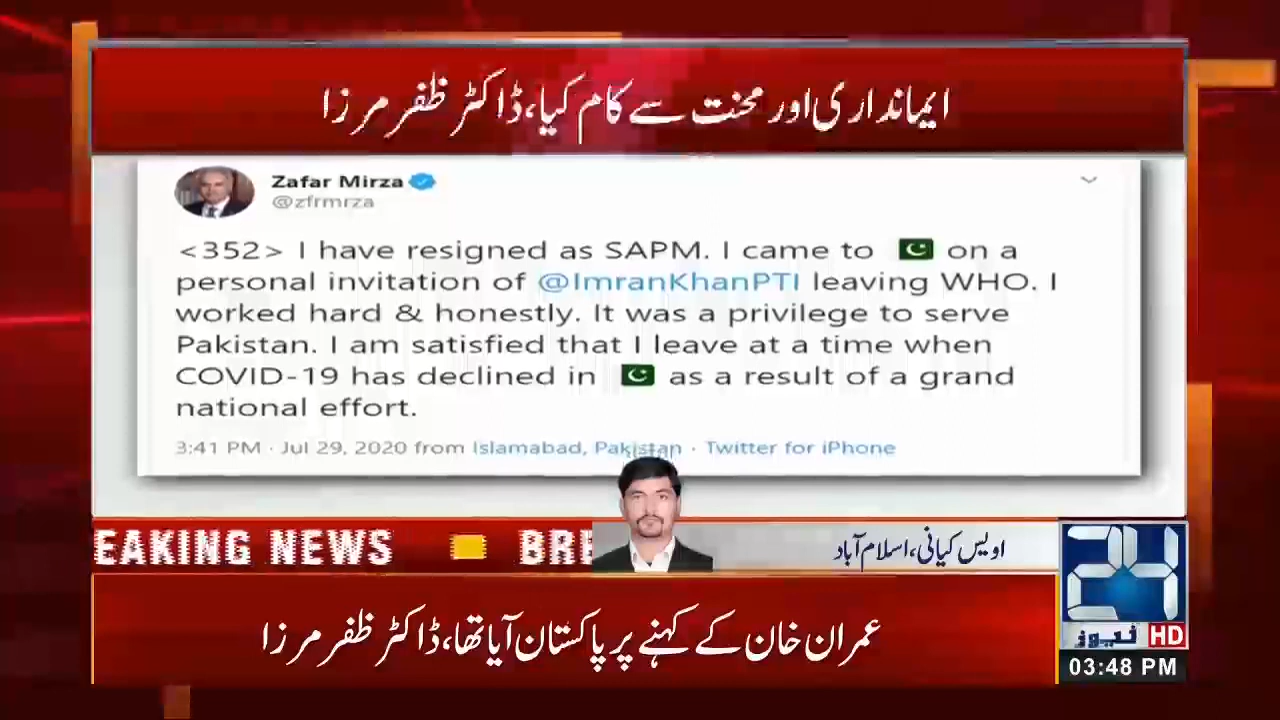 ایمانداری اور محنت سے کام کیا، ڈاکٹر ظفر مرزا
Zafar Mirza
@zfrmrza
<352> I have resigned as SAPM. I came to 🇵🇰 on a
personal invitation of @ImranKhanPTI leaving WHO. I
worked hard & honestly. It was a privilege to serve
Pakistan. I am satisfied that I leave at a time when
COVID-19 has declined in 🇵🇰 as a result of a grand
national effort.
3:41 PM · Jul 29, 2020 from Islamabad, Pakistan · Twitter for iPhone
EAKING NEWS BRE
اویس کیانی، اسلام آباد
24
نیوز HD
عمران خان کے کہنے پر پاکستان آیا تھا، ڈاکٹر ظفر مرزا
03:48 PM